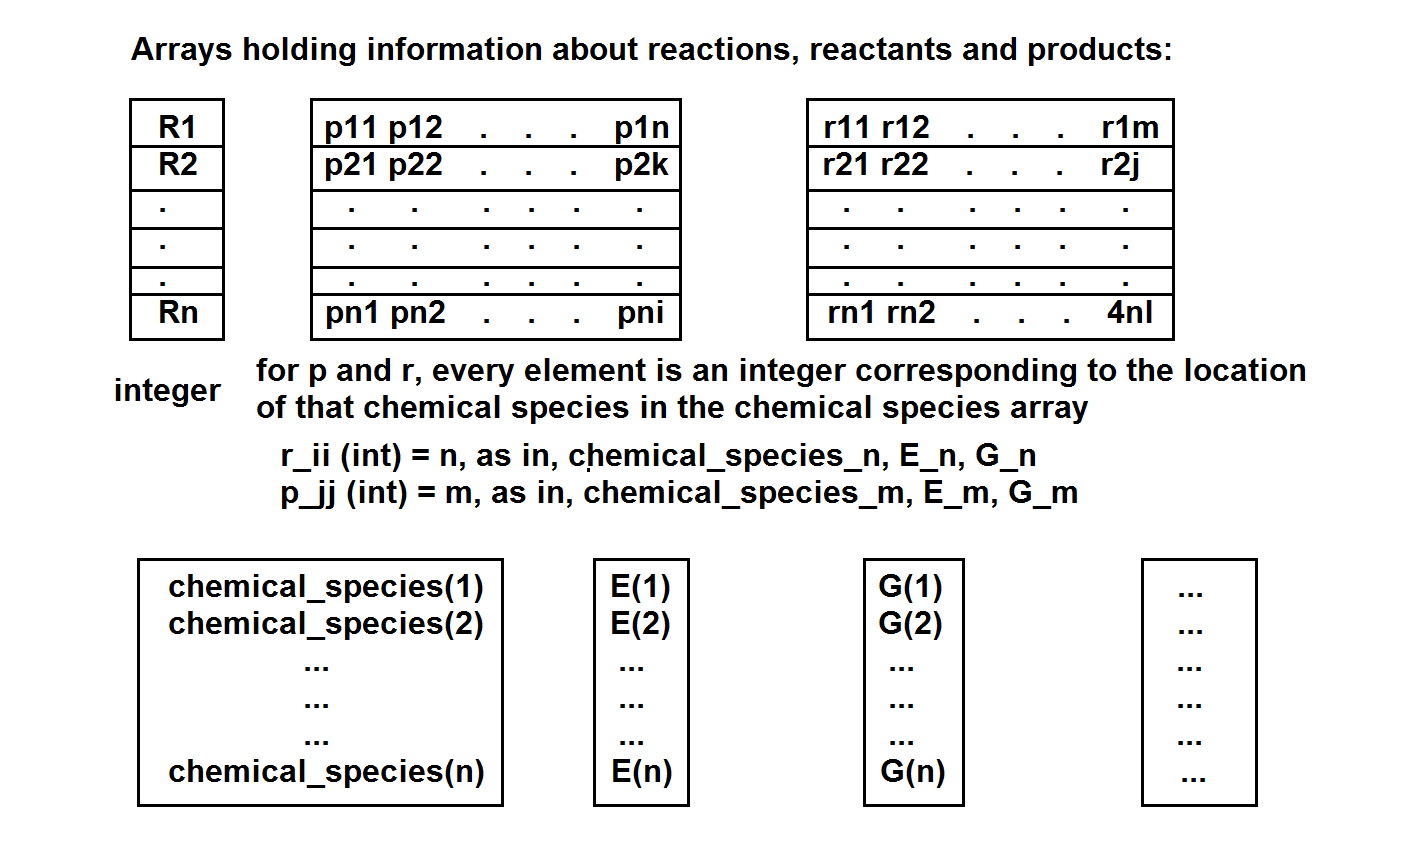 Arrays holding information about reactions, reactants and products:
R1 p11 p12 . . . p1n r11 r12 . . . r1m
R2 p21 p22 . . . p2k r21 r22 . . . r2j
. . . . . . . . . . . . .
. . . . . . . . . . . . .
. . . . . . . . . . . . .
Rn pn1 pn2 . . . pni rn1 rn2 . . . 4nl
integer
for p and r, every element is an integer corresponding to the location
of that chemical species in the chemical species array
r_ii (int) = n, as in, chemical_species_n, E_n, G_n
p_jj (int) = m, as in, chemical_species_m, E_m, G_m
chemical_species(1) E(1) G(1) ...
chemical_species(2) E(2) G(2) ...
... ... ... ...
... ... ... ...
... ... ... ...
chemical_species(n) E(n) G(n) ...